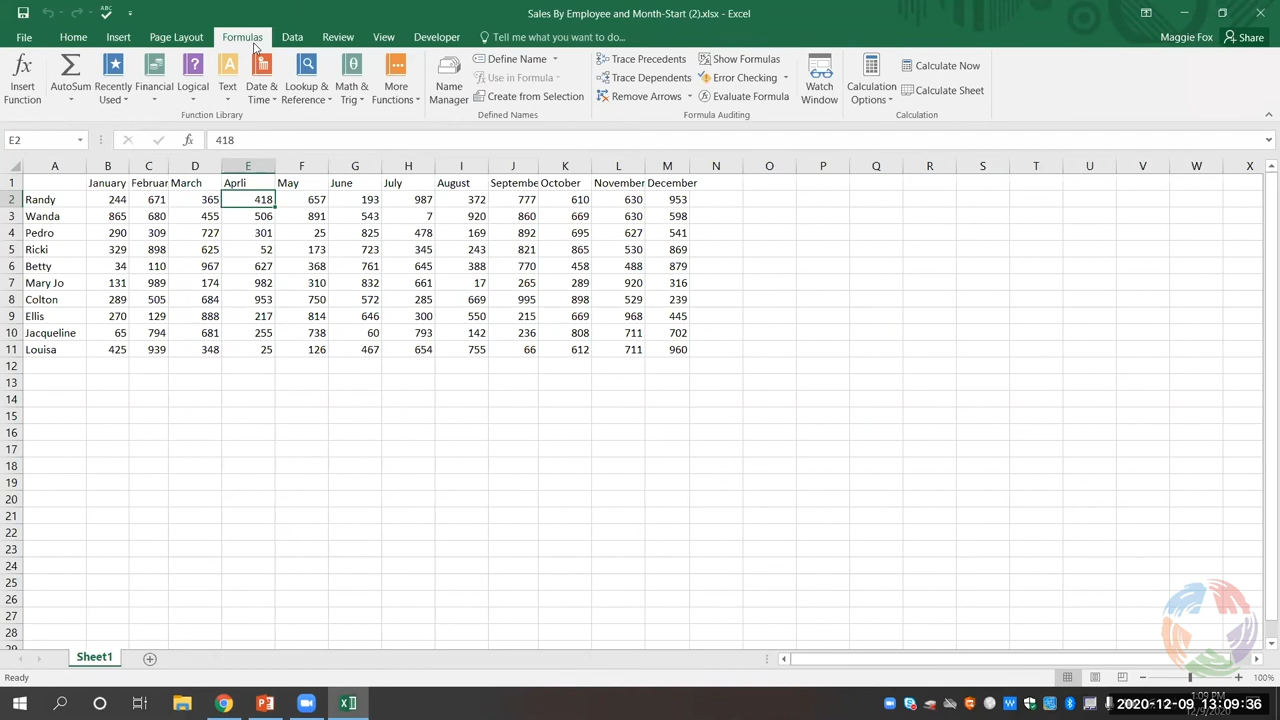 Sales By Employee and Month-Start (2).xlsx - Excel
File Home Insert Page Layout Formulas Data Review View Developer Tell me what you want to do... Maggie Fox Share
Insert Function AutoSum Recently Used Financial Logical Text Date & Time Lookup & Reference Math & Trig More Functions Name Manager Define Name Use in Formula Create from Selection Trace Precedents Trace Dependents Remove Arrows Show Formulas Error Checking Evaluate Formula Watch Window Calculation Options Calculate Now Calculate Sheet
Function Library Defined Names Formula Auditing Calculation
E2 fx 418
A B C D E F G H I J K L M N O P Q R S T U V W X
1 January Februar March Aprli May June July August Septembe October November December
2 Randy 244 671 365 418 657 193 987 372 777 610 630 953
3 Wanda 865 680 455 506 891 543 7 920 860 669 630 598
4 Pedro 290 309 727 301 25 825 478 169 892 695 627 541
5 Ricki 329 898 625 52 173 723 345 243 821 865 530 869
6 Betty 34 110 967 627 368 761 645 388 770 458 488 879
7 Mary Jo 131 989 174 982 310 832 661 17 265 289 920 316
8 Colton 289 505 684 953 750 572 285 669 995 898 529 239
9 Ellis 270 129 888 217 814 646 300 550 215 669 968 445
10 Jacqueline 65 794 681 255 738 60 793 142 236 808 711 702
11 Louisa 425 939 348 25 126 467 654 755 66 612 711 960
12
13
14
15
16
17
18
19
20
21
22
23
24
25
26
27
28
29
Sheet1
Ready 100%
1:09 PM
2020-12-09 13:09:36
12/9/2020